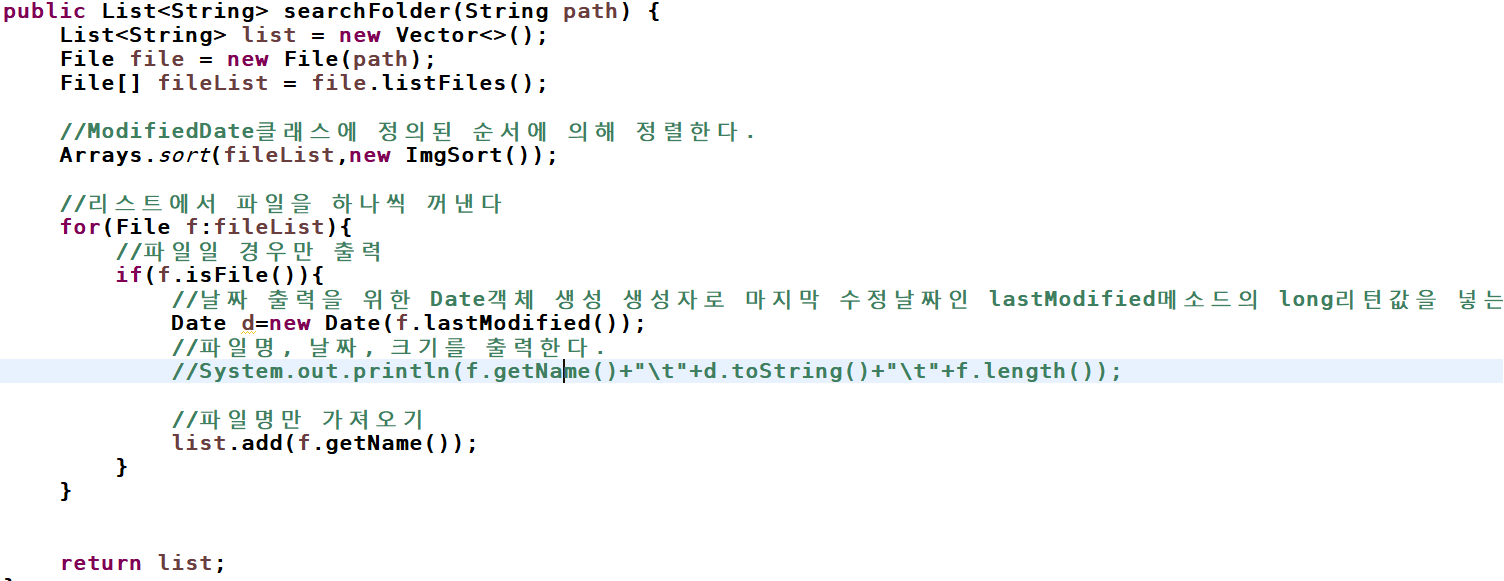 public List<String> searchFolder(String path) {
List<String> list = new Vector<>();
File file = new File(path);
File[] fileList = file.listFiles();
//ModifiedDate클래스에 정의된 순서에 의해 정렬한다.
Arrays.sort(fileList,new ImgSort());
//리스트에서 파일을 하나씩 꺼낸다
for(File f:fileList){
//파일일 경우만 출력
if(f.isFile()){
//날짜 출력을 위한 Date객체 생성 생성자로 마지막 수정날짜인 lastModified메소드의 long리턴값을 넣는
Date d=new Date(f.lastModified());
//파일명, 날짜, 크기를 출력한다.
//System.out.println(f.getName()+"\t"+d.toString()+"\t"+f.length());
//파일명만 가져오기
list.add(f.getName());
}
}
return list;